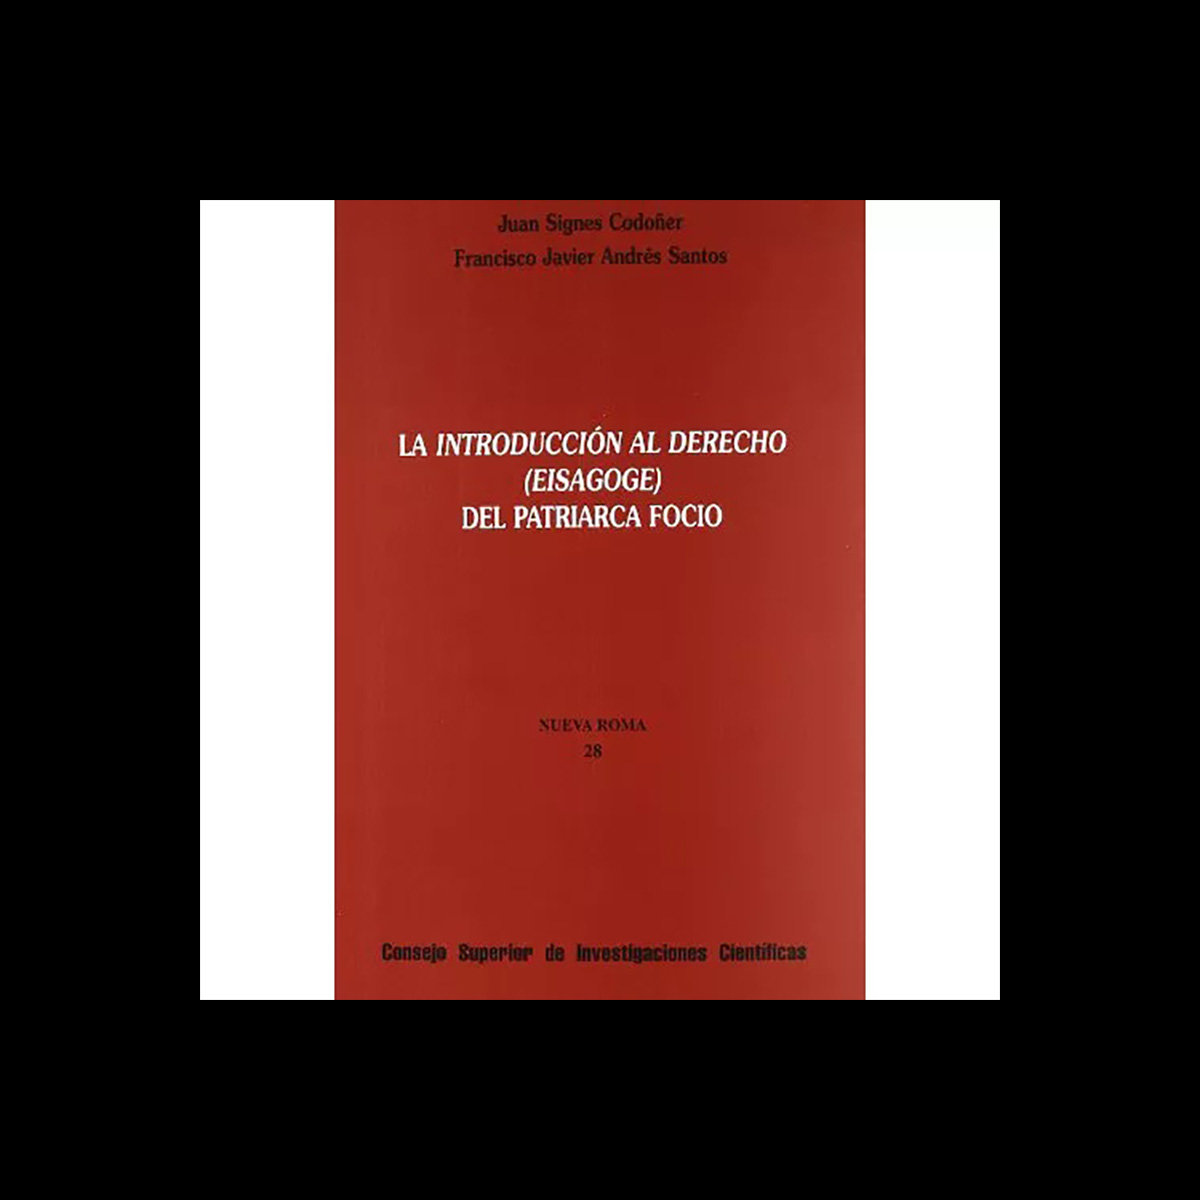 Juan Signes Codoñer
Francisco Javier Andrés Santos
LA INTRODUCCIÓN AL DERECHO
(EISAGOGE)
DEL PATRIARCA FOCIO
NUEVA ROMA
28
Consejo Superior de Investigaciones Científicas